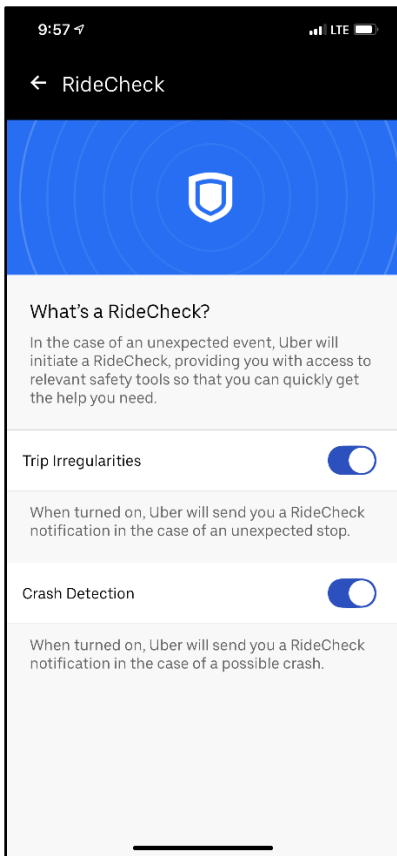 9:57 LTE
RideCheck
What's a RideCheck?
In the case of an unexpected event, Uber will
initiate a RideCheck, providing you with access to
relevant safety tools so that you can quickly get
the help you need.
Trip Irregularities
When turned on, Uber will send you a RideCheck
notification in the case of an unexpected stop.
Crash Detection
When turned on, Uber will send you a RideCheck
notification in the case of a possible crash.